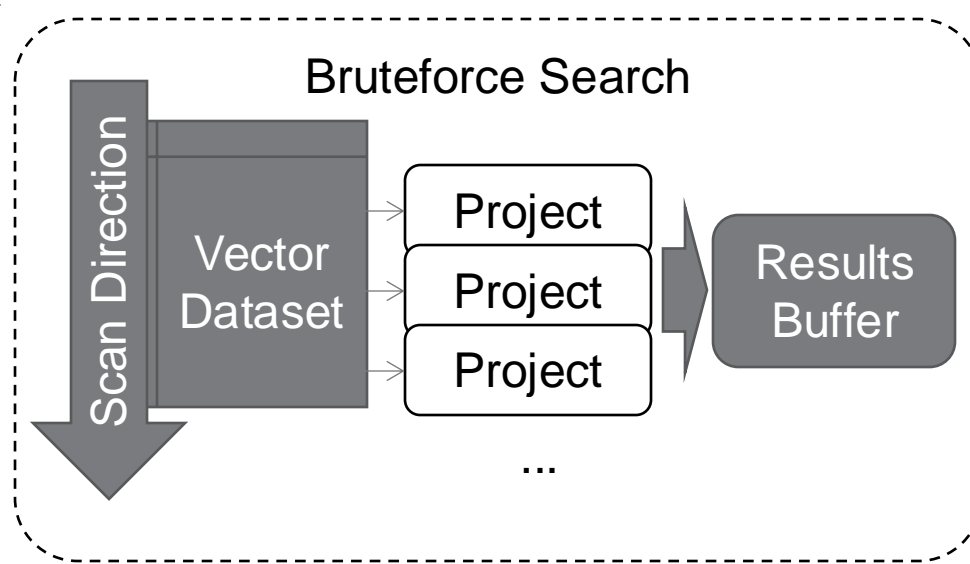 Bruteforce Search
Scan Direction
Vector
Dataset
Project
Project
Project
...
Results
Buffer